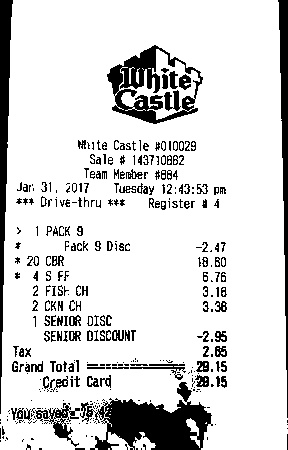 White
Castle
White Castle #010029
Sale # 143710862
Team Member #884
Jan 31, 2017 Tuesday 12:43:53 pm
*** Drive-thru *** Register # 4
> 1 PACK 9
* Pack 9 Disc -2.47
* 20 CBR 18.60
* 4 S FF 6.76
2 FISH CH 3.18
2 CKN CH 3.38
1 SENIOR DISC
SENIOR DISCOUNT -2.95
Tax 2.65
Grand Total ================ 29.15
Credit Card 29.15
You saved